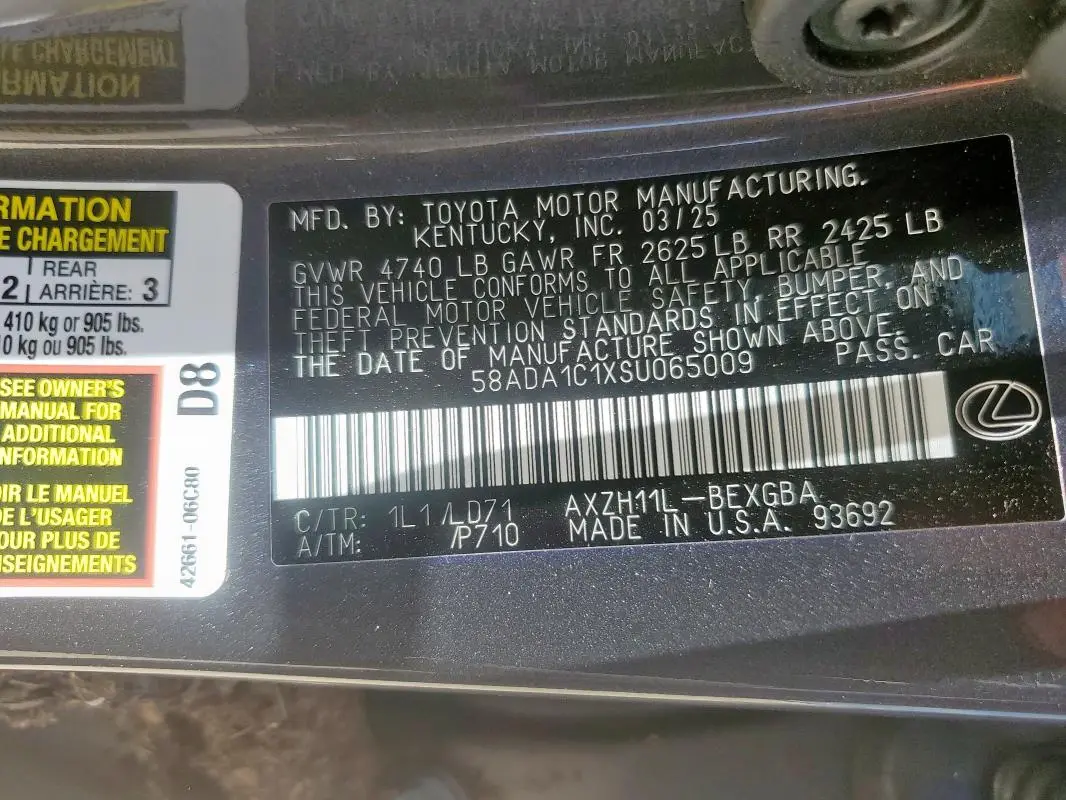 RMATION
E CHARGEMENT
2 REAR
ARRIÈRE: 3
410 kg or 905 lbs.
0 kg ou 905 lbs.
SEE OWNER'S
MANUAL FOR
ADDITIONAL
NFORMATION
OIR LE MANUEL
DE L'USAGER
OUR PLUS DE
NSEIGNEMENTS
D8
42661-06C80
MFD. BY: TOYOTA MOTOR MANUFACTURING.
KENTUCKY, INC. 03/25
GVWR 4740 LB GAWR FR 2625 LB RR 2425 LB
THIS VEHICLE CONFORMS TO ALL APPLICABLE
FEDERAL MOTOR VEHICLE SAFETY, BUMPER, AND
THEFT PREVENTION STANDARDS IN EFFECT ON
THE DATE OF MANUFACTURE SHOWN ABOVE.
58ADA1C1XSU065009 PASS. CAR
C/TR: 1L1/LD71 AXZH11L-BEXGBA
A/TM: /P710 MADE IN U.S.A. 93692